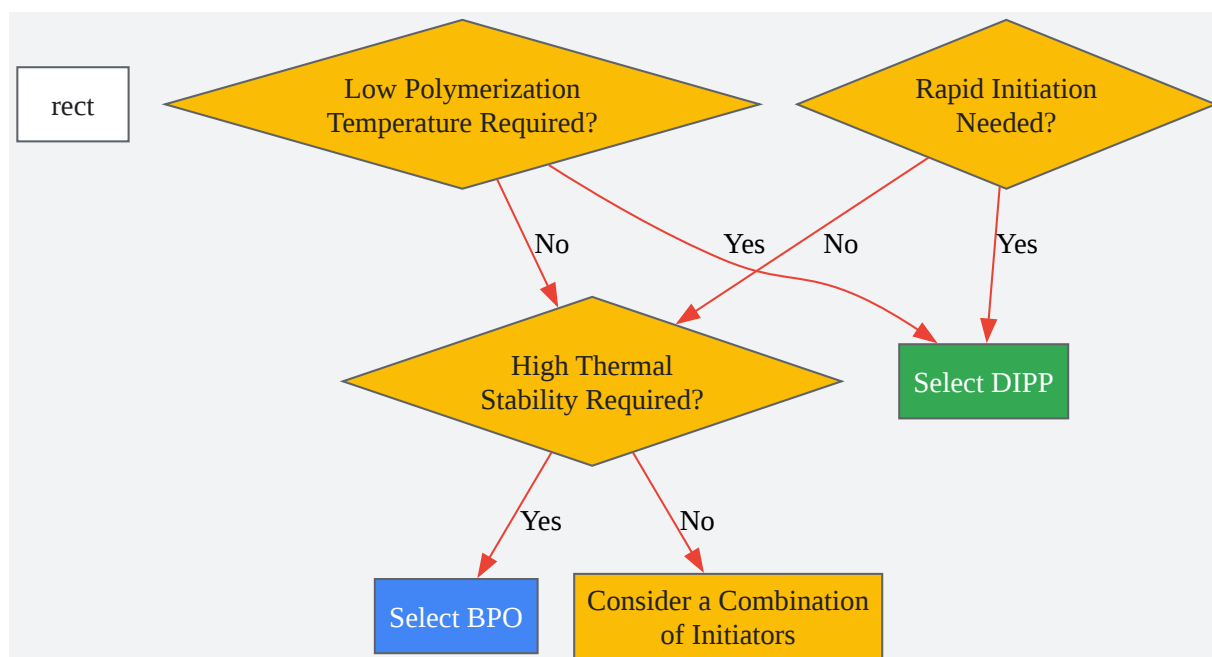 rect
Low Polymerization
Temperature Required?
Rapid Initiation
Needed?
No
Yes
No
Yes
High Thermal
Stability Required?
Select DIPP
Yes
No
Select BPO
Consider a Combination
of Initiators